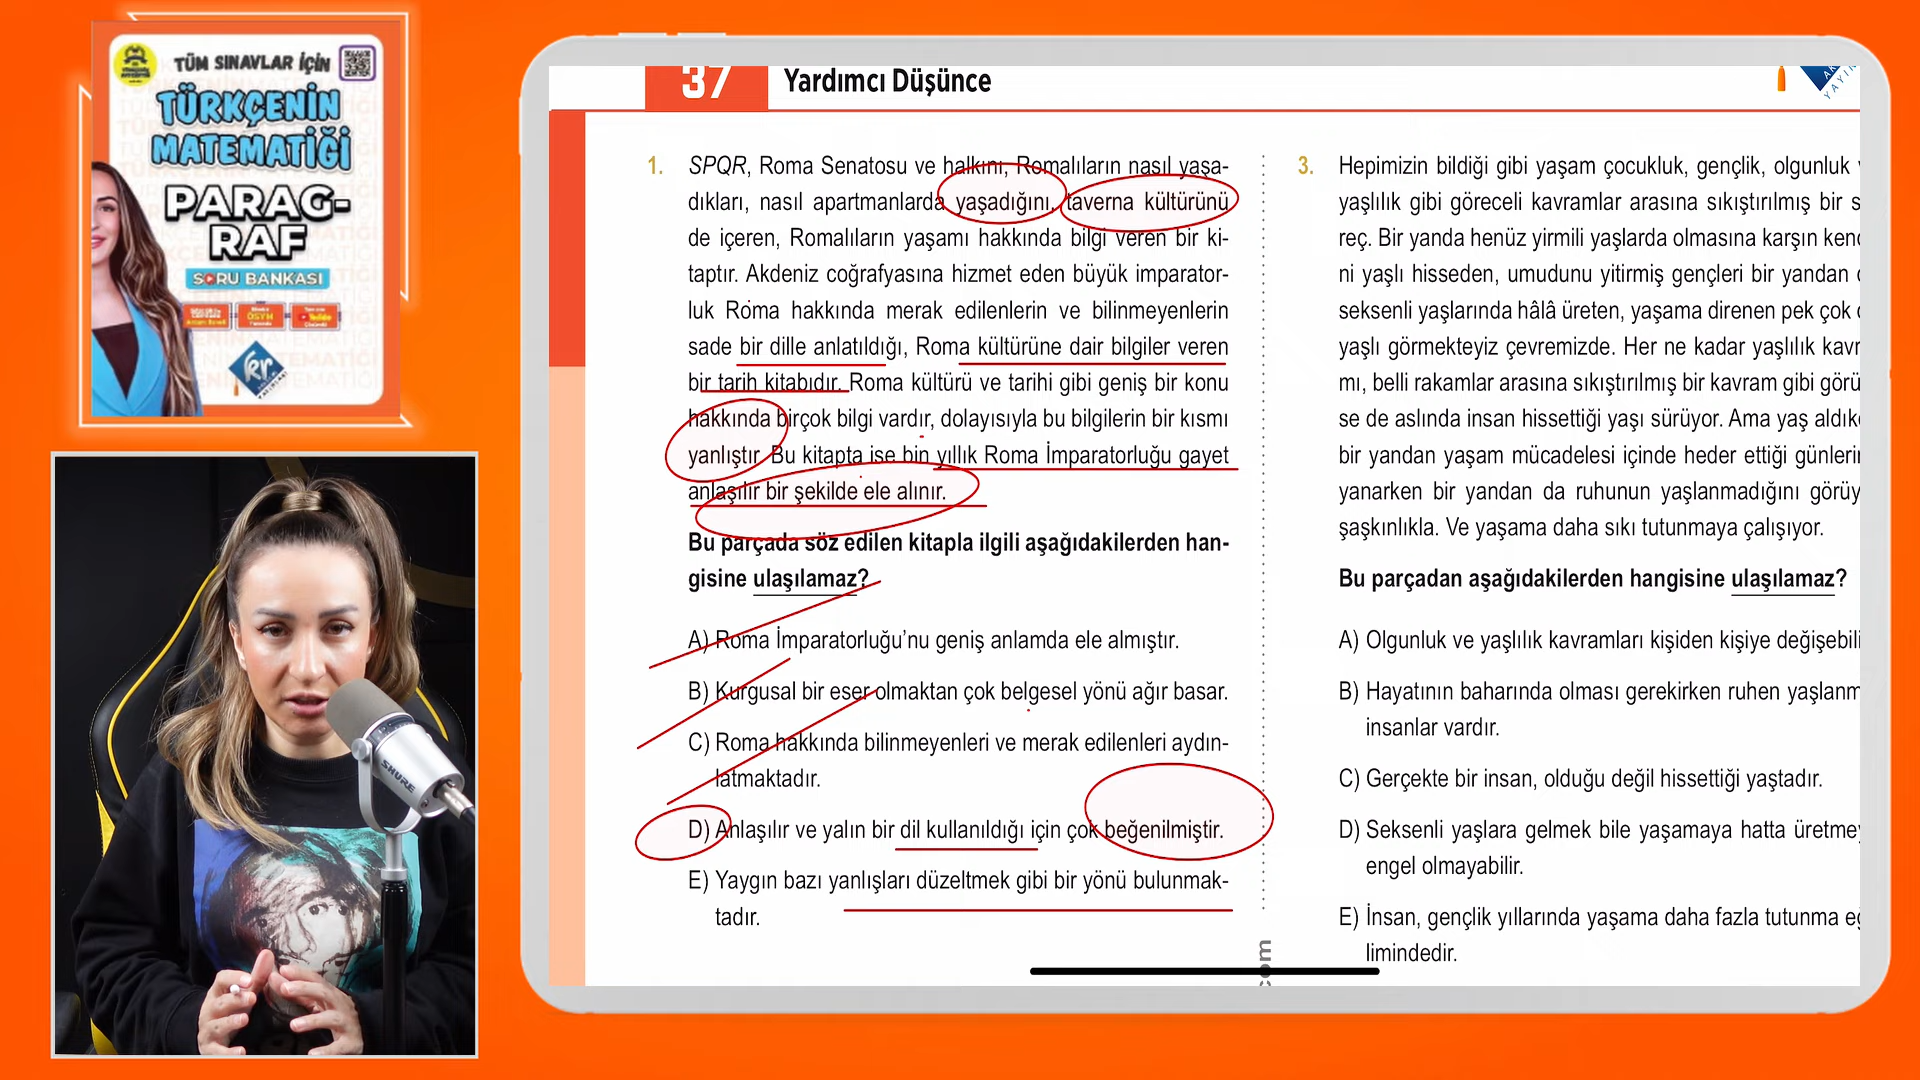 TÜM SINAVLAR İÇİN
TÜRKÇENİN
MATEMATİĞİ
PARAG-
RAF
SORU BANKASI
SHURE
37
Yardımcı Düşünce
1.
SPQR, Roma Senatosu ve halkını, Romalıların nasıl yaşa-
dıkları, nasıl apartmanlarda yaşadığını, taverna kültürünü
de içeren, Romalıların yaşamı hakkında bilgi veren bir ki-
taptır. Akdeniz coğrafyasına hizmet eden büyük imparator-
luk Roma hakkında merak edilenlerin ve bilinmeyenlerin
sade bir dille anlatıldığı, Roma kültürüne dair bilgiler veren
bir tarih kitabıdır. Roma kültürü ve tarihi gibi geniş bir konu
hakkında birçok bilgi vardır, dolayısıyla bu bilgilerin bir kısmı
yanlıştır. Bu kitapta ise bin yıllık Roma İmparatorluğu gayet
anlaşılır bir şekilde ele alınır.
Bu parçada söz edilen kitapla ilgili aşağıdakilerden han-
gisine ulaşılamaz?
A) Roma İmparatorluğu'nu geniş anlamda ele almıştır.
B) Kurgusal bir eser olmaktan çok belgesel yönü ağır basar.
C) Roma hakkında bilinmeyenleri ve merak edilenleri aydın-
latmaktadır.
D) Anlaşılır ve yalın bir dil kullanıldığı için çok beğenilmiştir.
E) Yaygın bazı yanlışları düzeltmek gibi bir yönü bulunmak-
tadır.
3.
Hepimizin bildiği gibi yaşam çocukluk, gençlik, olgunluk
yaşlılık gibi göreceli kavramlar arasına sıkıştırılmış bir s
reç. Bir yanda henüz yirmili yaşlarda olmasına karşın ken
ni yaşlı hisseden, umudunu yitirmiş gençleri bir yandan
seksenli yaşlarında hâlâ üreten, yaşama direnen pek çok
yaşlı görmekteyiz çevremizde. Her ne kadar yaşlılık kav
mı, belli rakamlar arasına sıkıştırılmış bir kavram gibi görü
se de aslında insan hissettiği yaşı sürüyor. Ama yaş aldık
bir yandan yaşam mücadelesi içinde heder ettiği günleri
yanarken bir yandan da ruhunun yaşlanmadığını görüy
şaşkınlıkla. Ve yaşama daha sıkı tutunmaya çalışıyor.
Bu parçadan aşağıdakilerden hangisine ulaşılamaz?
A) Olgunluk ve yaşlılık kavramları kişiden kişiye değişebili
B) Hayatının baharında olması gerekirken ruhen yaşlanm
insanlar vardır.
C) Gerçekte bir insan, olduğu değil hissettiği yaştadır.
D) Seksenli yaşlara gelmek bile yaşamaya hatta üretme
engel olmayabilir.
E) İnsan, gençlik yıllarında yaşama daha fazla tutunma eğ
limindedir.